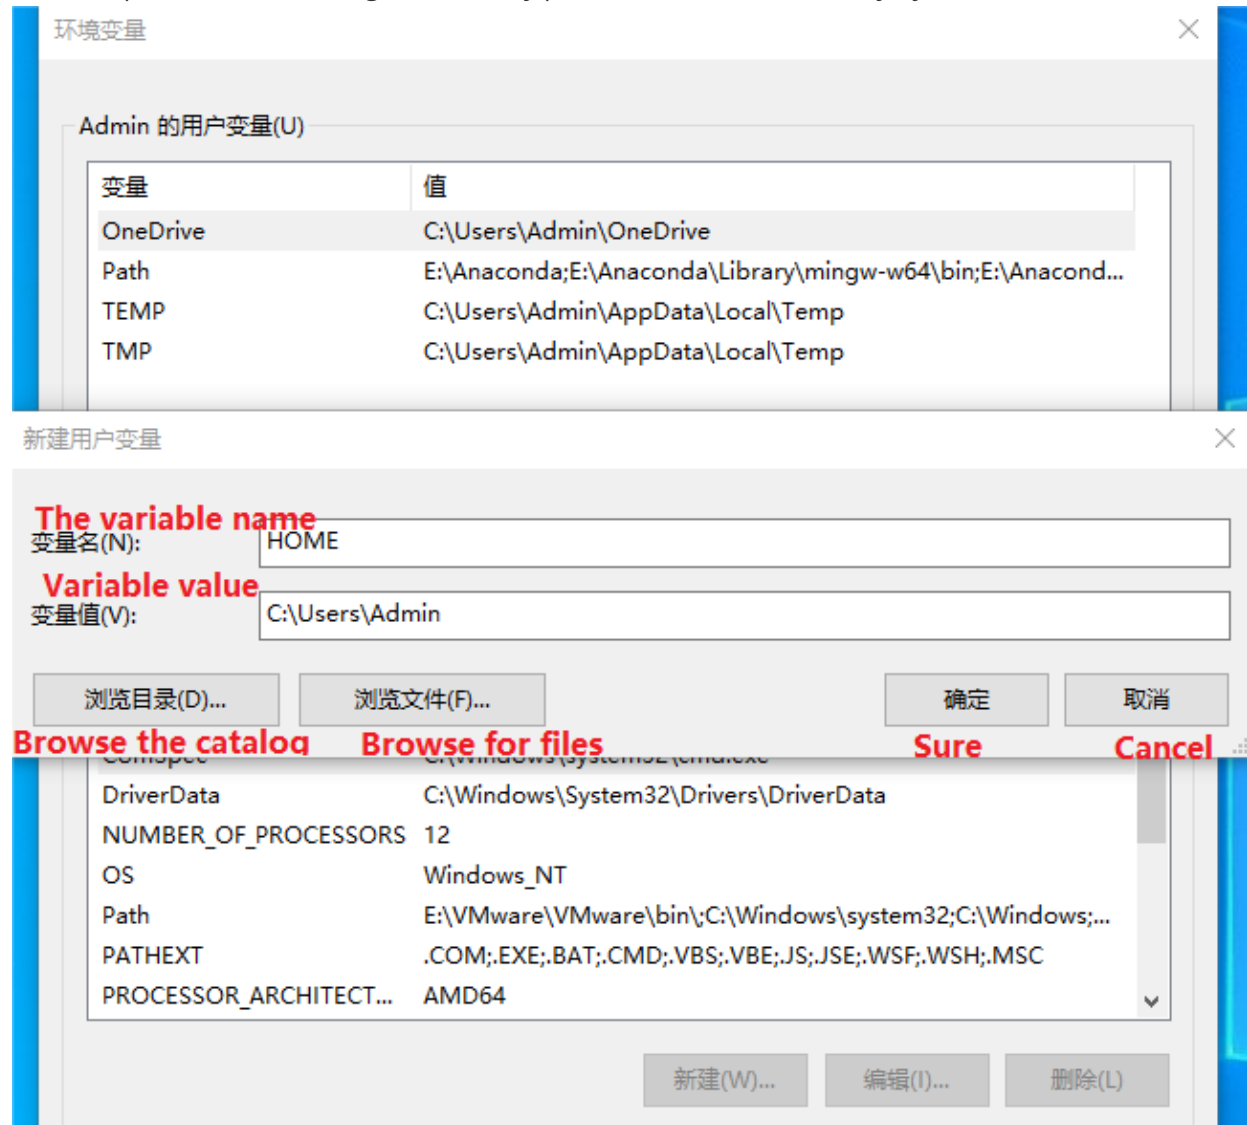 环境变量
Admin 的用户变量(U)
变量 值
OneDrive C:\Users\Admin\OneDrive
Path E:\Anaconda;E:\Anaconda\Library\mingw-w64\bin;E:\Anacond...
TEMP C:\Users\Admin\AppData\Local\Temp
TMP C:\Users\Admin\AppData\Local\Temp
新建用户变量
The variable name
变量名(N): HOME
Variable value
变量值(V): C:\Users\Admin
浏览目录(D)... 浏览文件(F)... 确定 取消
Browse the catalog Browse for files Sure Cancel
ComSpec C:\Windows\system32\cmd.exe
DriverData C:\Windows\System32\Drivers\DriverData
NUMBER_OF_PROCESSORS 12
OS Windows_NT
Path E:\VMware\VMware\bin\;C:\Windows\system32;C:\Windows;...
PATHEXT .COM;.EXE;.BAT;.CMD;.VBS;.VBE;.JS;.JSE;.WSF;.WSH;.MSC
PROCESSOR_ARCHITECT... AMD64
新建(W)... 编辑(I)... 删除(L)